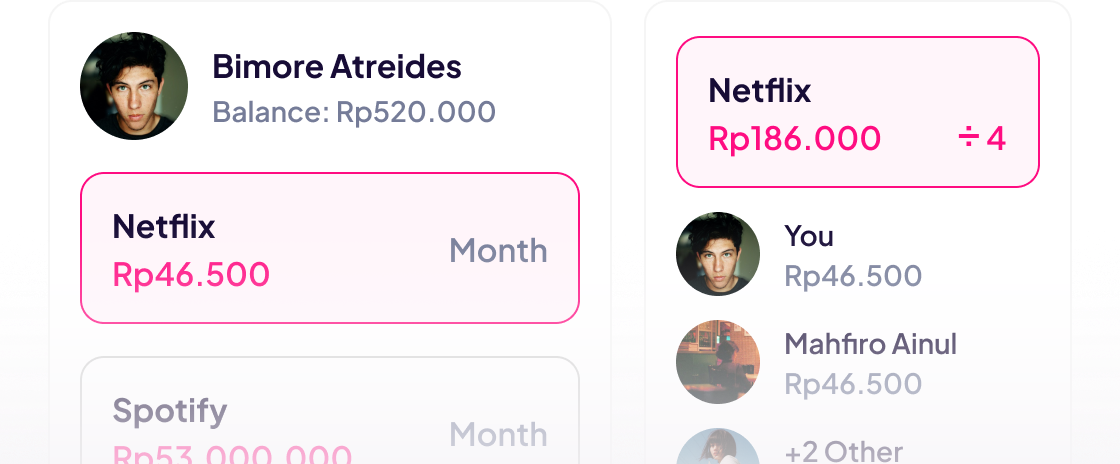 Bimore Atreides
Balance: Rp520.000
Netflix
Rp46.500
Month
Spotify
Rp53.000.000
Month
Netflix
Rp186.000
÷ 4
You
Rp46.500
Mahfiro Ainul
Rp46.500
+2 Other